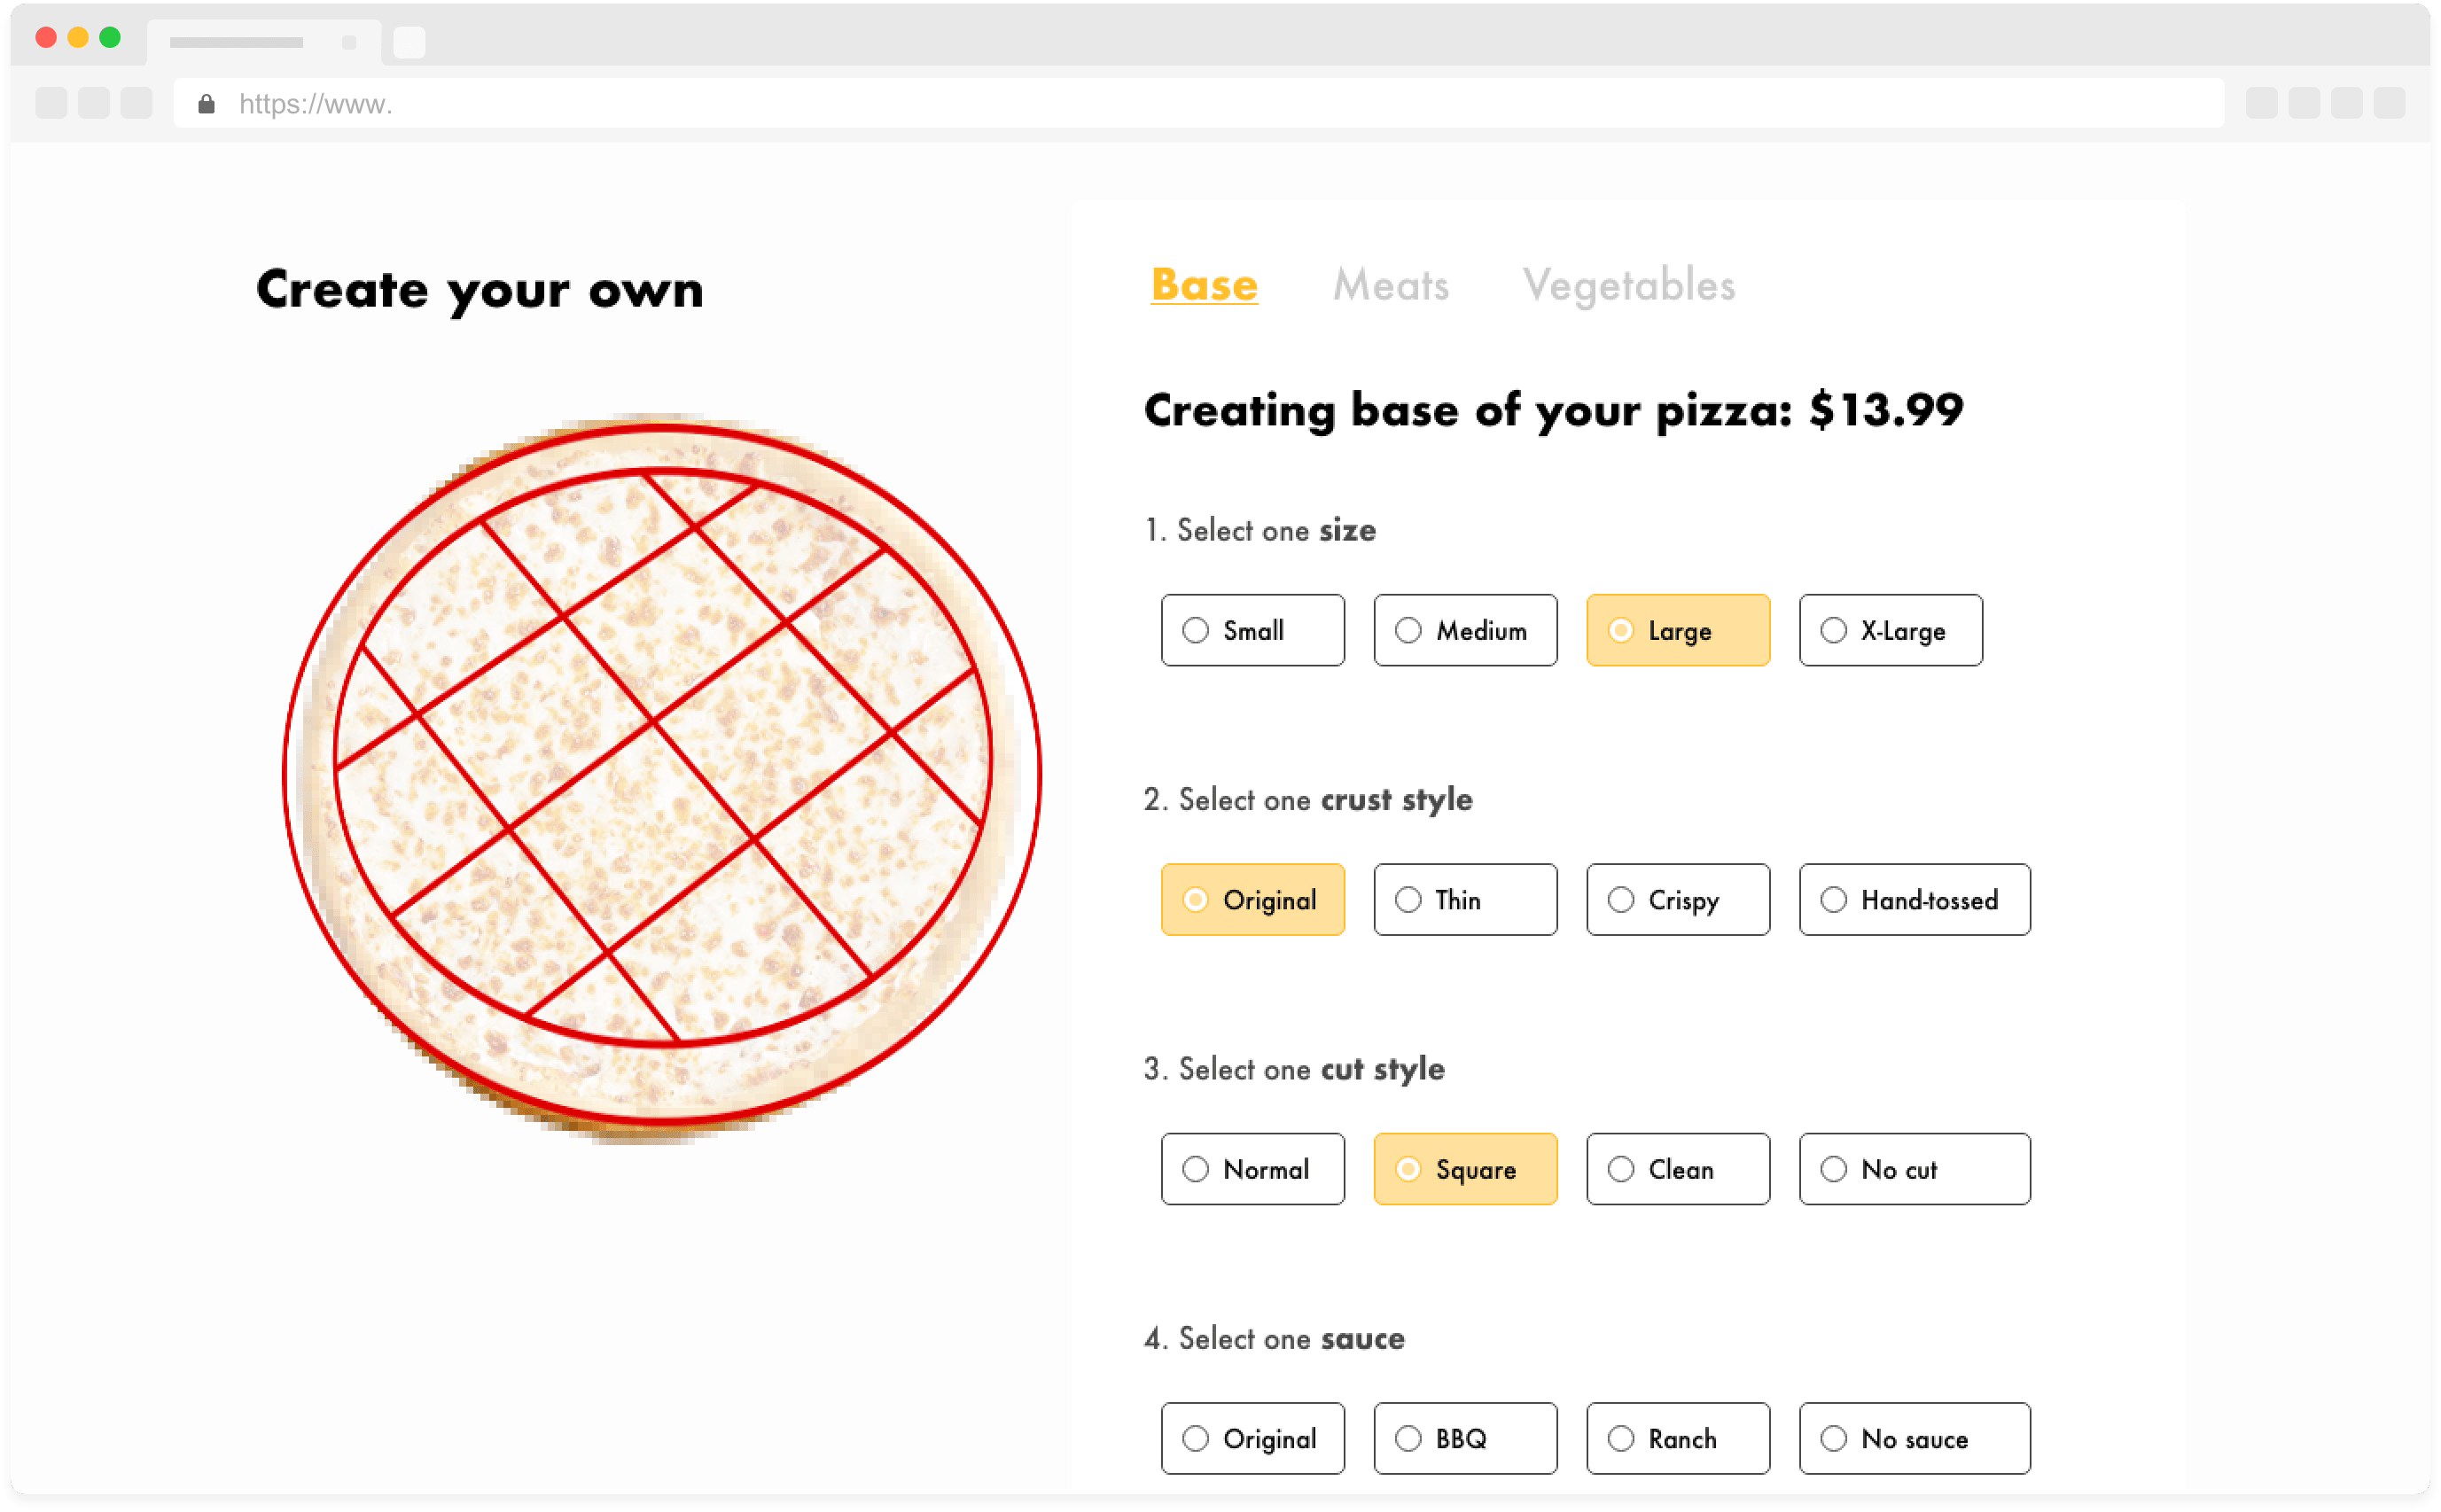 https://www.
Create your own
Base Meats Vegetables
Creating base of your pizza: $13.99
1. Select one size
Small Medium Large X-Large
2. Select one crust style
Original Thin Crispy Hand-tossed
3. Select one cut style
Normal Square Clean No cut
4. Select one sauce
Original BBQ Ranch No sauce